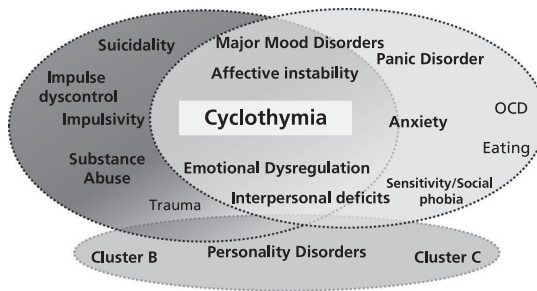 Suicidality
Major Mood Disorders
Panic Disorder
Affective instability
Impulse
dyscontrol
Impulsivity
Cyclothymia
Anxiety
OCD
Eating
Substance
Abuse
Emotional Dysregulation
Trauma
Interpersonal deficits
Sensitivity/Social
phobia
Cluster B
Personality Disorders
Cluster C